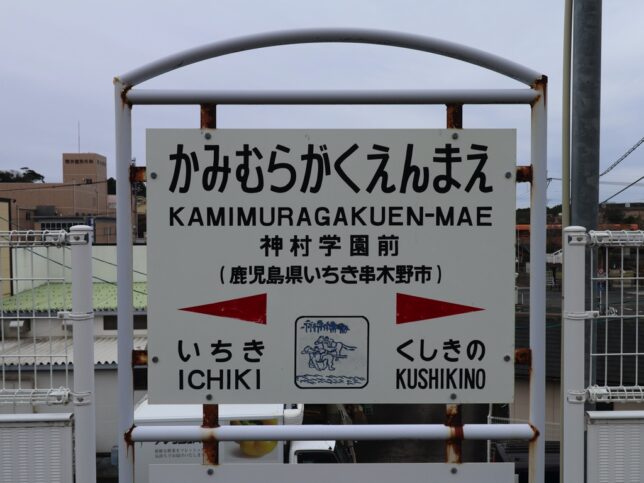 かみむらがくえんまえ
KAMIMURAGAKUEN-MAE
神村学園前
(鹿児島県いちき串木野市)
いちき
くしきの
ICHIKI
KUSHIKINO